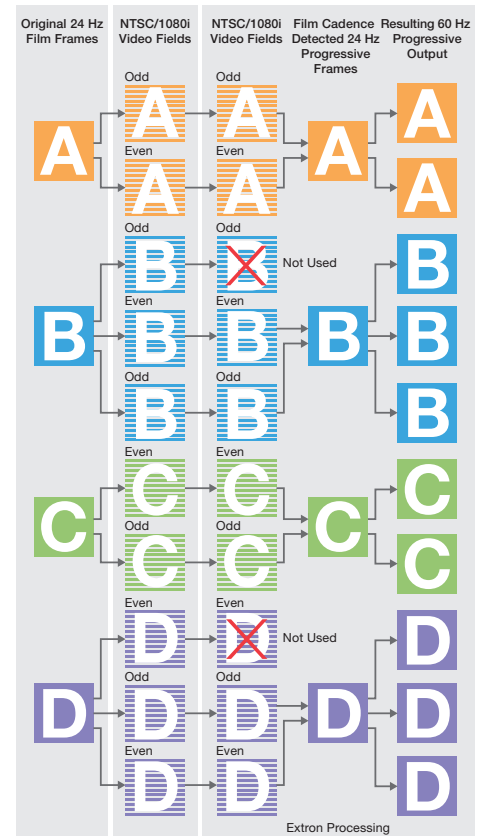 Original 24 Hz
Film Frames
NTSC/1080i
Video Fields
NTSC/1080i
Video Fields
Film Cadence
Detected 24 Hz
Progressive
Frames
Resulting 60 Hz
Progressive
Output
Odd
Odd
A
A
A
A
A
Even
Even
A
A
A
Odd
Odd
B
B
Not Used
B
Even
Even
B
B
B
B
B
Odd
Odd
B
B
B
Even
Even
C
C
C
C
C
Odd
Odd
C
C
C
Even
Even
D
D
Not Used
D
Odd
Odd
D
D
D
D
D
Even
Even
D
D
D
Extron Processing